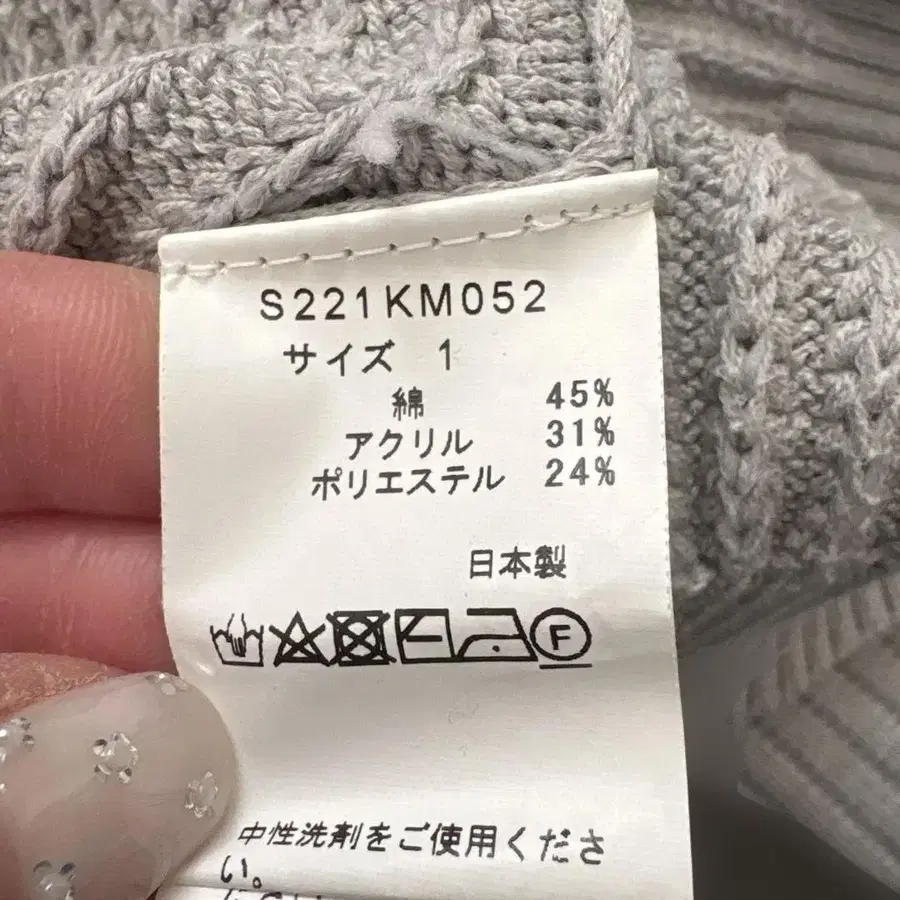 S221KM052
サイズ 1
綿 45%
アクリル 31%
ポリエステル 24%
日本製
F
中性洗剤をご使用くださ
い。